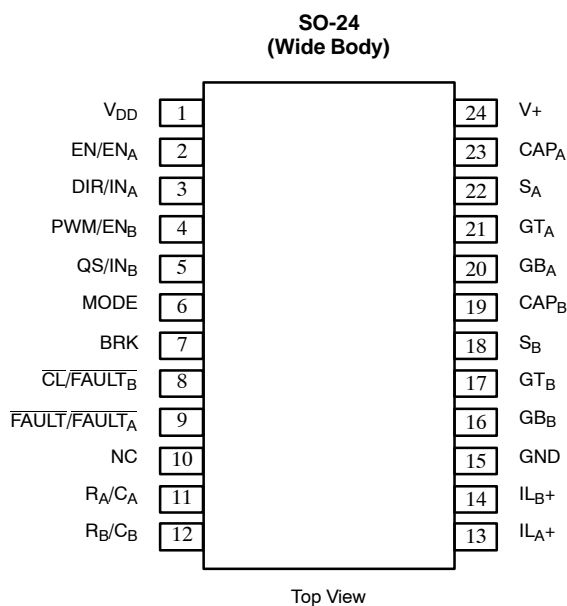 SO-24
(Wide Body)
V_DD 1 24 V+
EN/EN_A 2 23 CAP_A
DIR/IN_A 3 22 S_A
PWM/EN_B 4 21 GT_A
QS/IN_B 5 20 GB_A
MODE 6 19 CAP_B
BRK 7 18 S_B
CL/FAULT_B 8 17 GT_B
FAULT/FAULT_A 9 16 GB_B
NC 10 15 GND
R_A/C_A 11 14 IL_B+
R_B/C_B 12 13 IL_A+
Top View